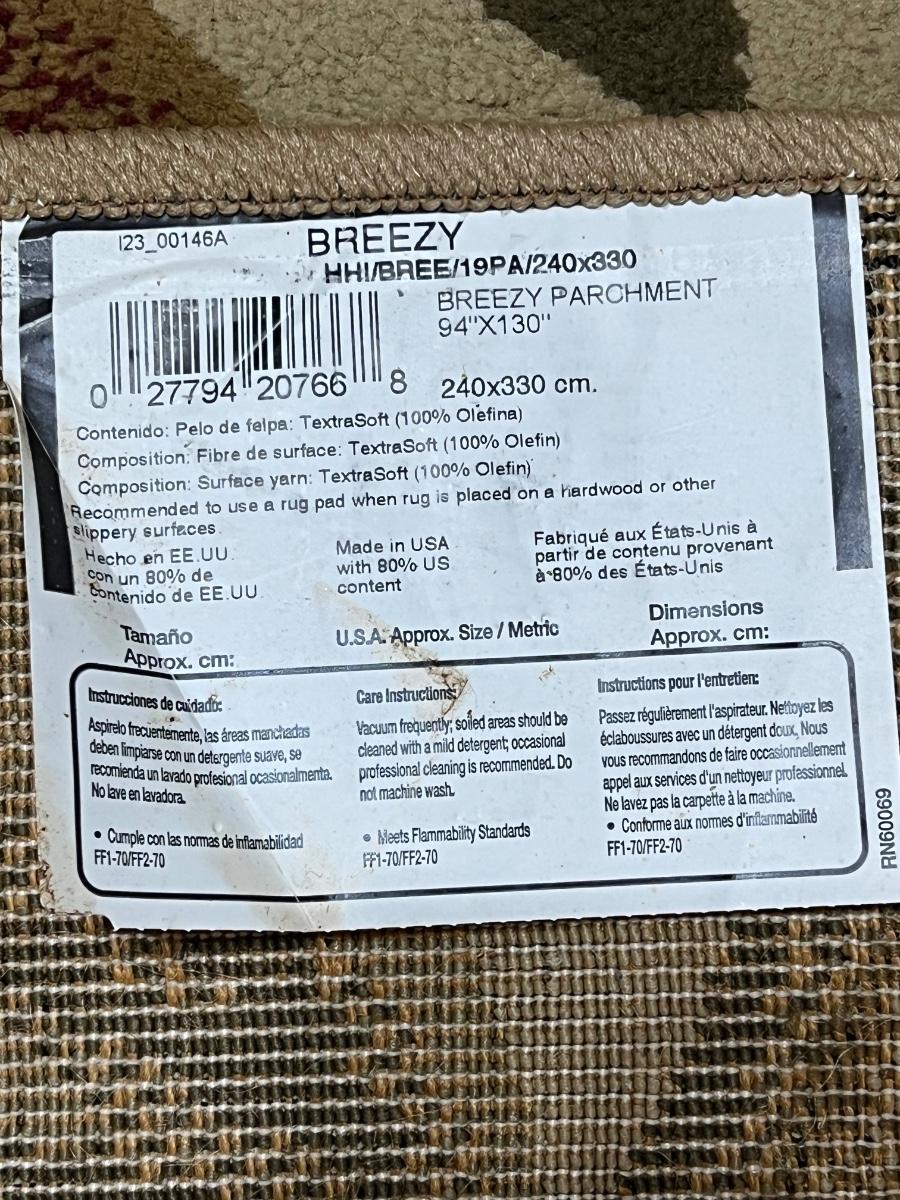 I23_00146A
BREEZY
HHI/BREE/19PA/240x330
BREEZY PARCHMENT
94"X130"
0 27794 20766 8
240x330 cm.
Contenido: Pelo de felpa: TextraSoft (100% Olefina)
Composition: Fibre de surface: TextraSoft (100% Olefin)
Composition: Surface yarn: TextraSoft (100% Olefin)
Recommended to use a rug pad when rug is placed on a hardwood or other
slippery surfaces.
Hecho en EE.UU.
con un 80% de
contenido de EE.UU
Made in USA
with 80% US
content
Fabriqué aux États-Unis à
partir de contenu provenant
à 80% des États-Unis
Tamaño
Approx. cm:
U.S.A. Approx. Size / Metric
Dimensions
Approx. cm:
Instrucciones de cuidado:
Aspirelo frecuentemente, las áreas manchadas
deben limpiarse con un detergente suave, se
recomienda un lavado profesional ocasionalmenta.
No lave en lavadora.
• Cumple con las normas de inflamabilidad
FF1-70/FF2-70
Care Instructions:
Vacuum frequently; soiled areas should be
cleaned with a mild detergent; occasional
professional cleaning is recommended. Do
not machine wash.
• Meets Flammability Standards
FF1-70/FF2-70
Instructions pour l'entretien:
Passez régulièrement l'aspirateur. Nettoyez les
éclaboussures avec un détergent doux, Nous
vous recommandons de faire occasionnellement
appel aux services d'un nettoyeur professionnel.
Ne lavez pas la carpette à la machine.
• Conforme aux normes d'inflammabilité
FF1-70/FF2-70
RN60069